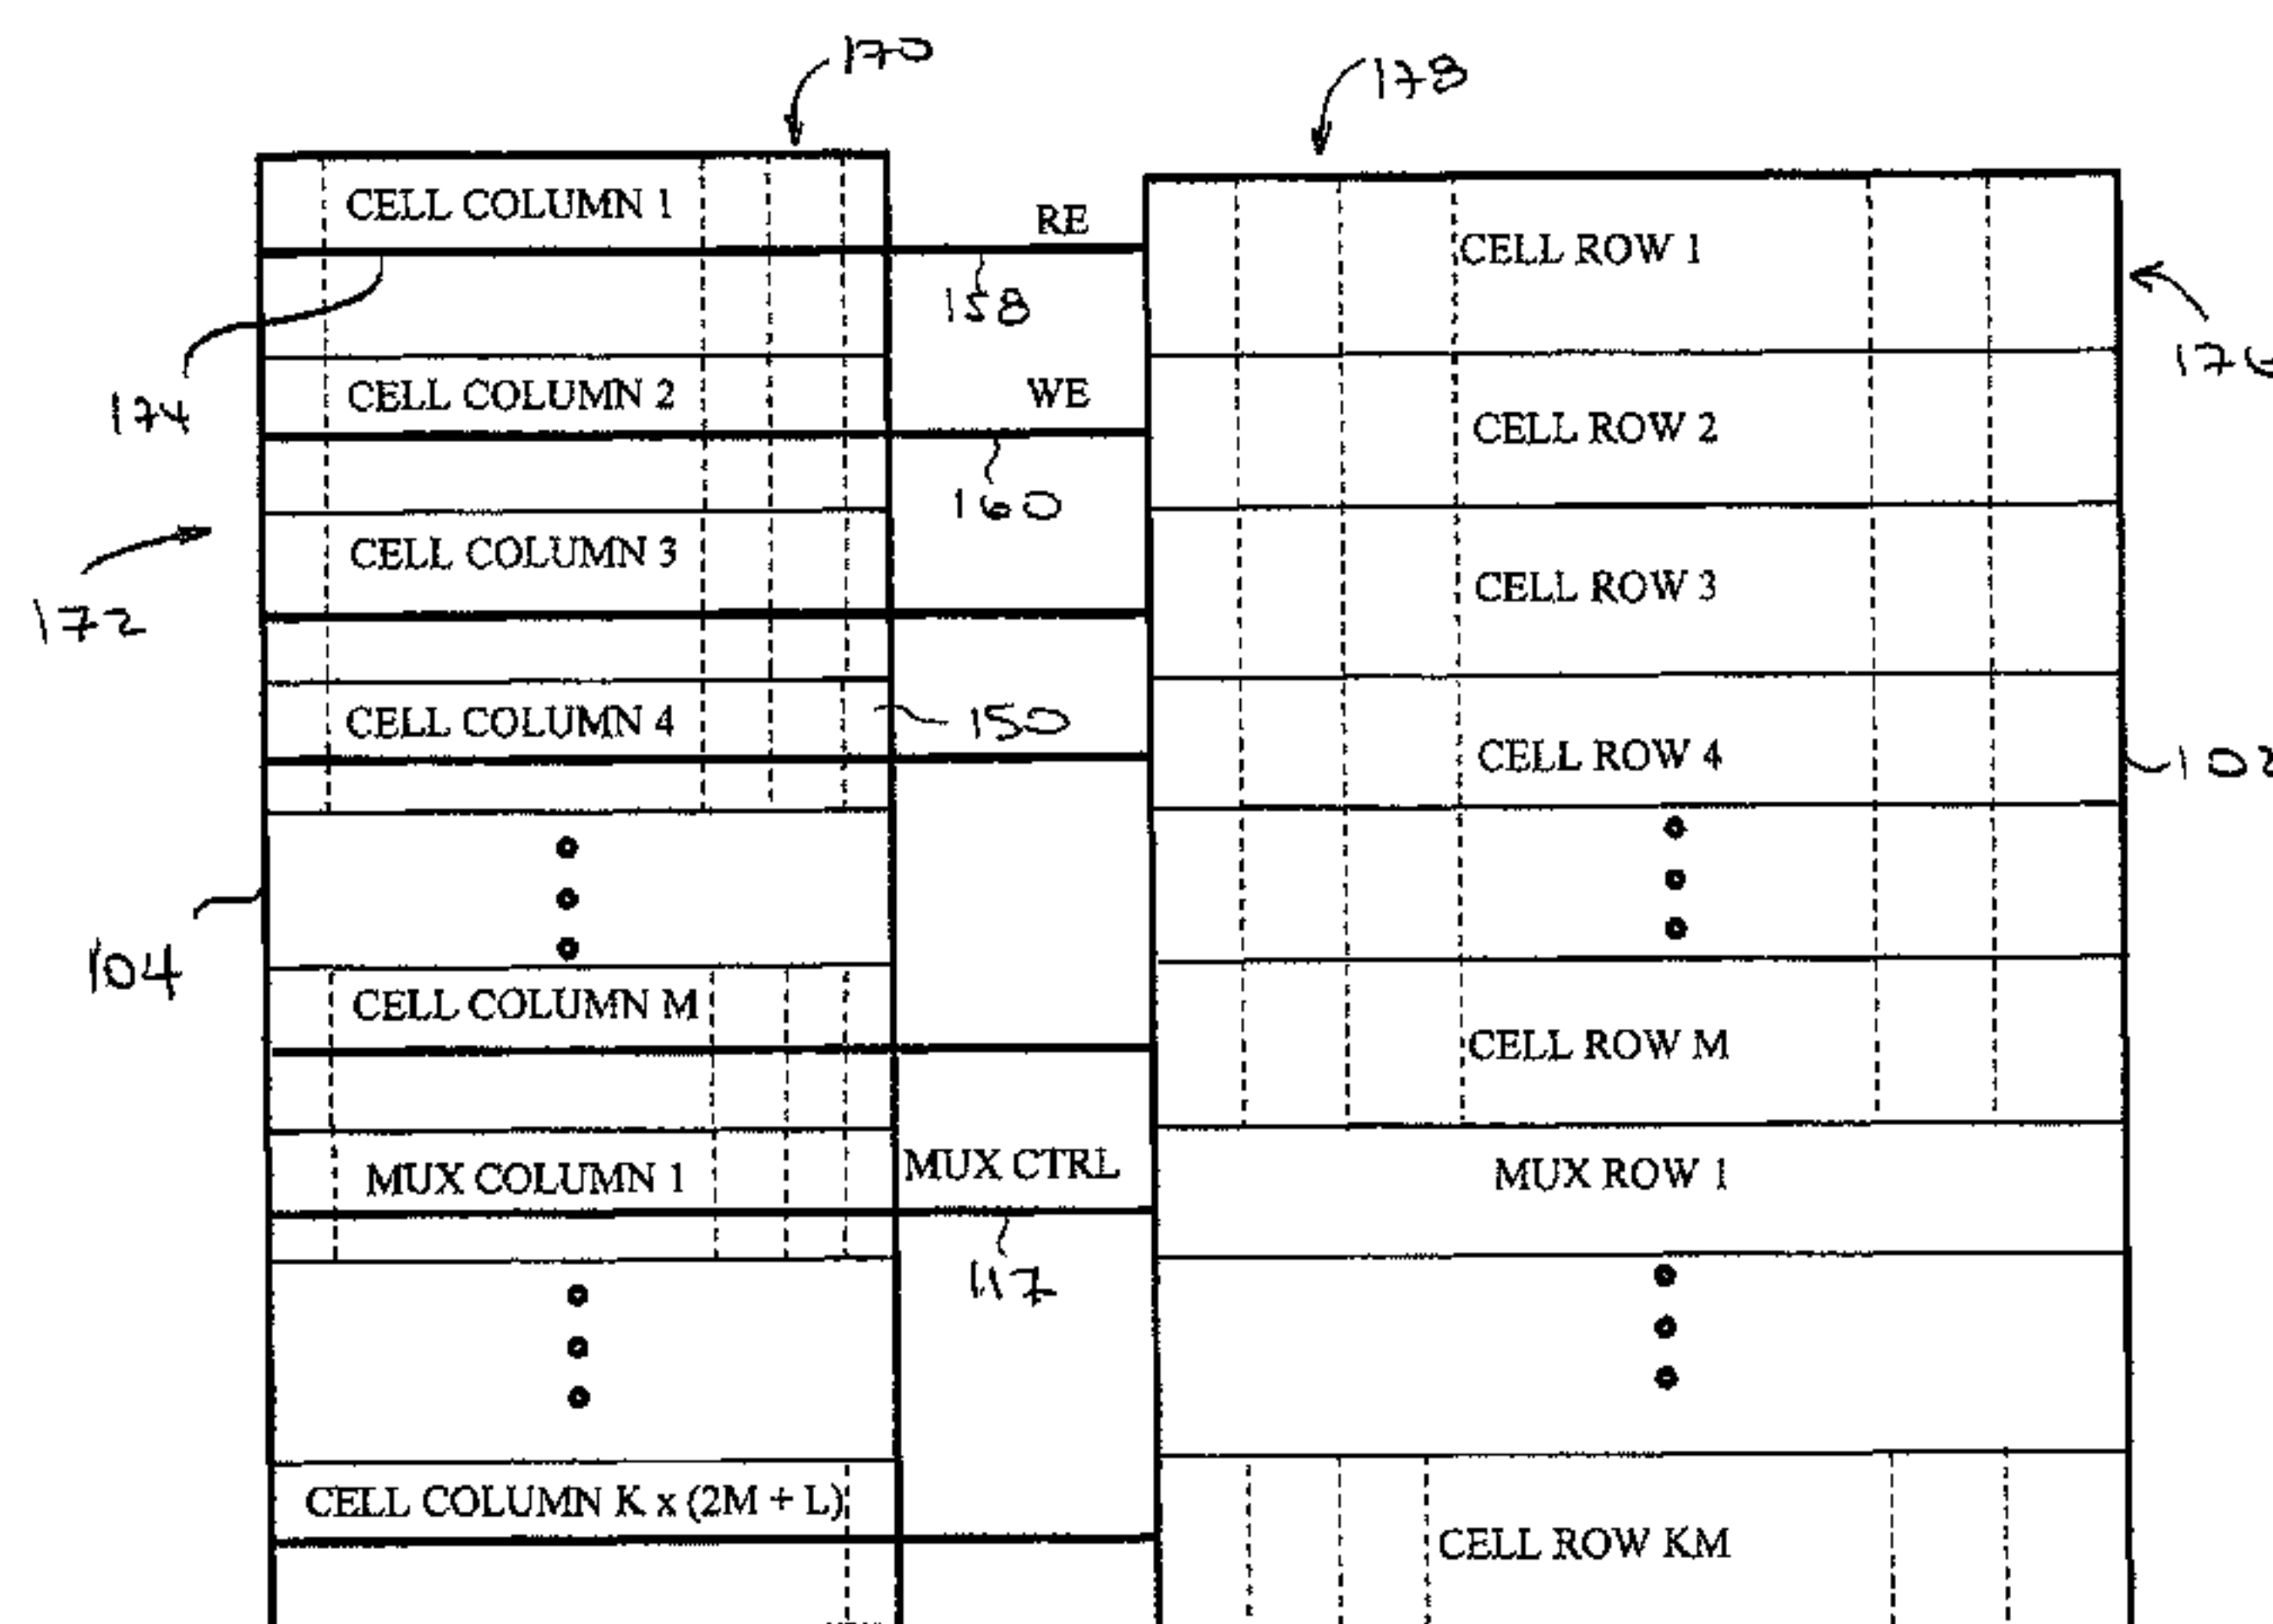 170
178
CELL COLUMN 1
RE
CELL ROW 1
158
174
CELL COLUMN 2
WE
CELL ROW 2
160
CELL COLUMN 3
CELL ROW 3
172
CELL COLUMN 4
150
CELL ROW 4
104
CELL COLUMN M
CELL ROW M
MUX COLUMN 1
MUX CTRL
MUX ROW 1
117
CELL COLUMN K x (2M + L)
CELL ROW KM